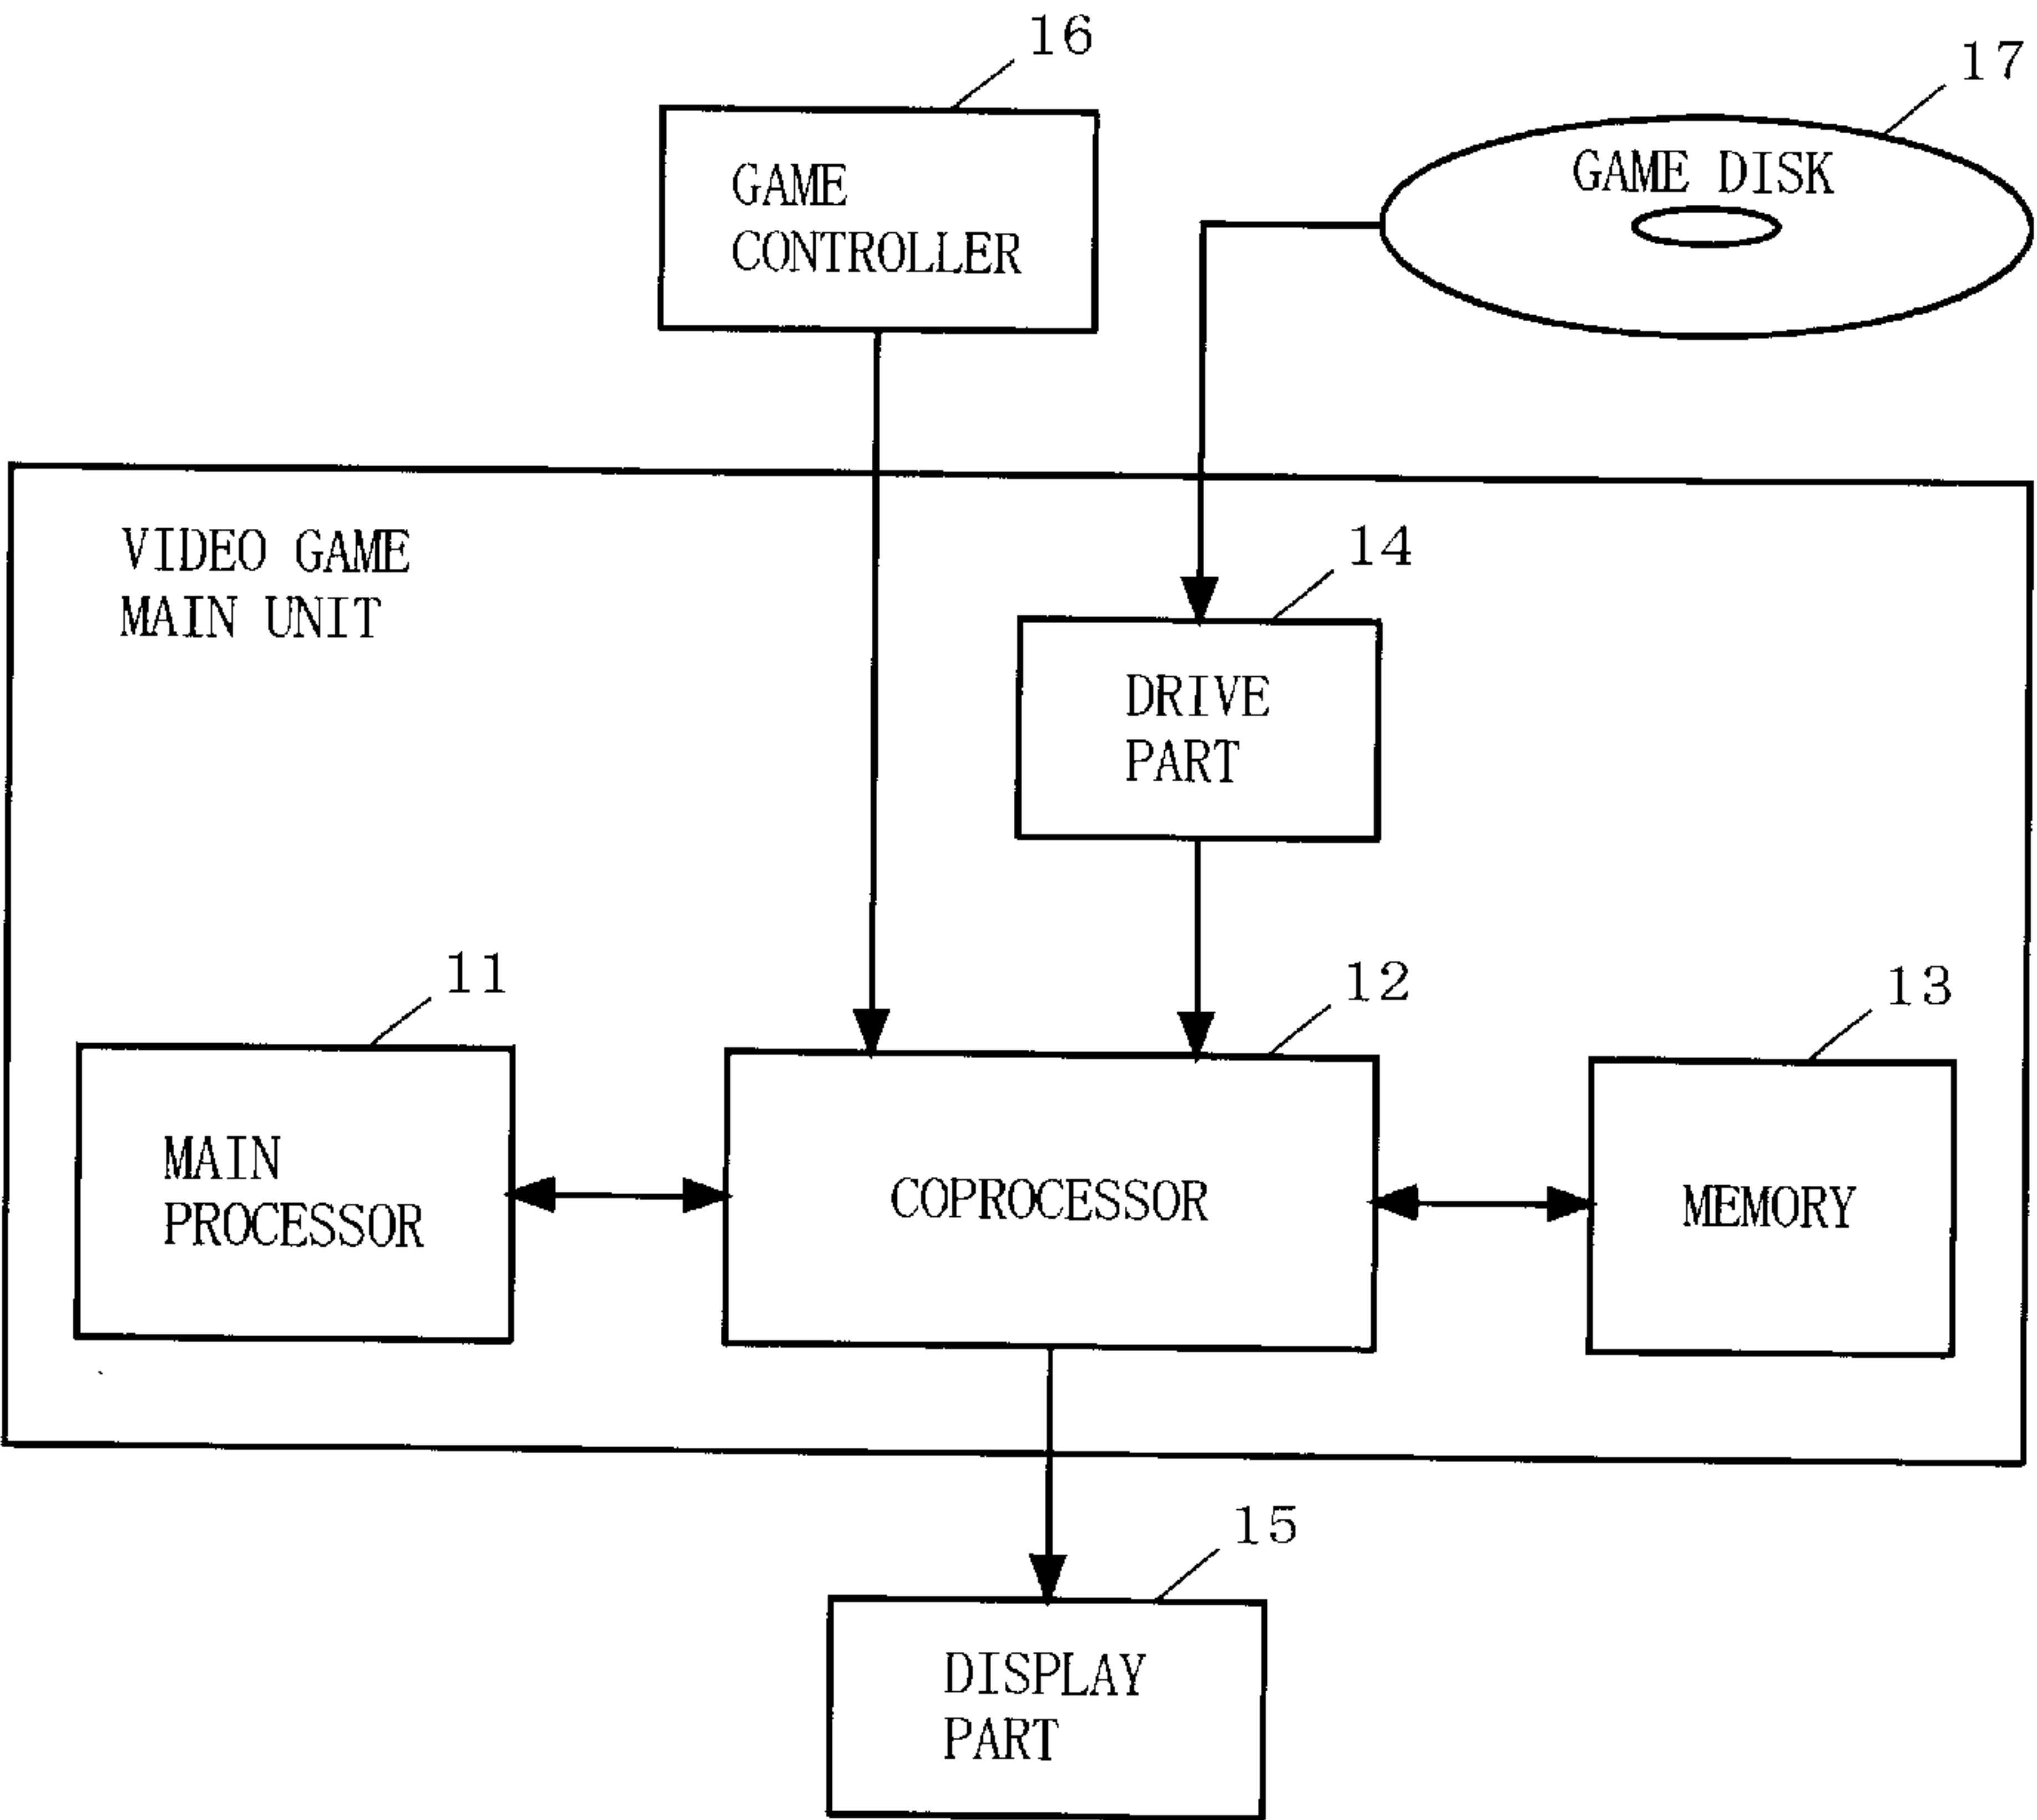 16
17
GAME
CONTROLLER
GAME DISK
VIDEO GAME
MAIN UNIT
14
DRIVE
PART
11
12
13
MAIN
PROCESSOR
COPROCESSOR
MEMORY
15
DISPLAY
PART